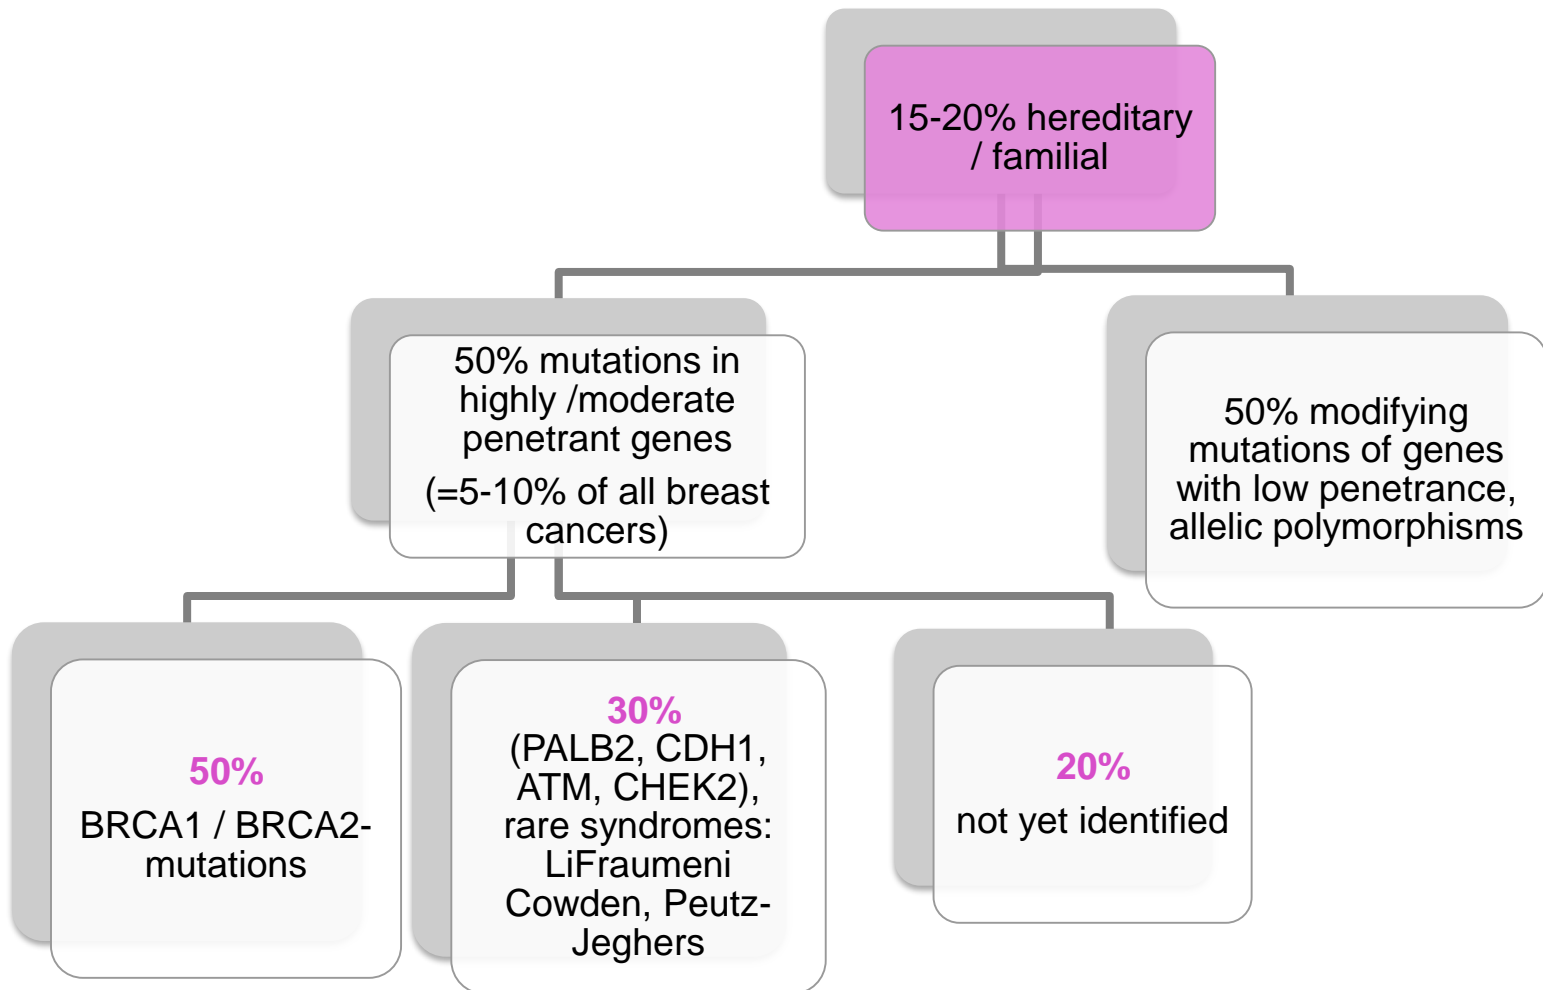 15-20% hereditary
/ familial
50% mutations in
highly /moderate
penetrant genes
(=5-10% of all breast
cancers)
50% modifying
mutations of genes
with low penetrance,
allelic polymorphisms
50%
BRCA1 / BRCA2-
mutations
30%
(PALB2, CDH1,
ATM, CHEK2),
rare syndromes:
LiFraumeni
Cowden, Peutz-
Jeghers
20%
not yet identified